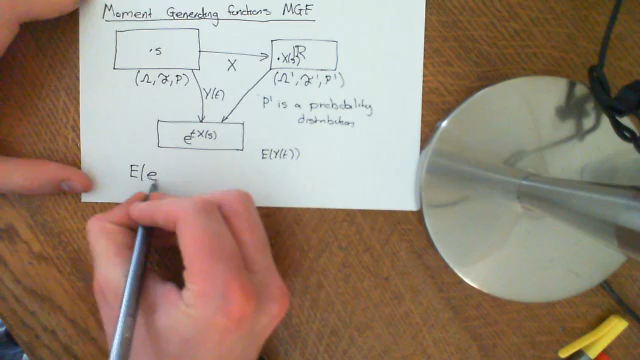 Moment Generating functions MGF
·s
X
·X(s) ℝ
(Ω, 𝓕, P)
(Ω', 𝓕', P')
Y(t)
P' is a probability
distribution
e^{tX(s)}
E(Y(t))
E(e